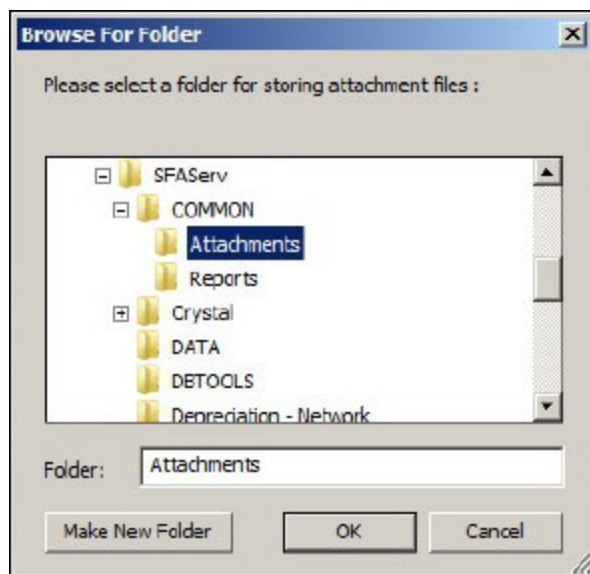 Browse For Folder
Please select a folder for storing attachment files :
SFAServ
COMMON
Attachments
Reports
Crystal
DATA
DBTOOLS
Depreciation - Network
Folder: Attachments
Make New Folder OK Cancel